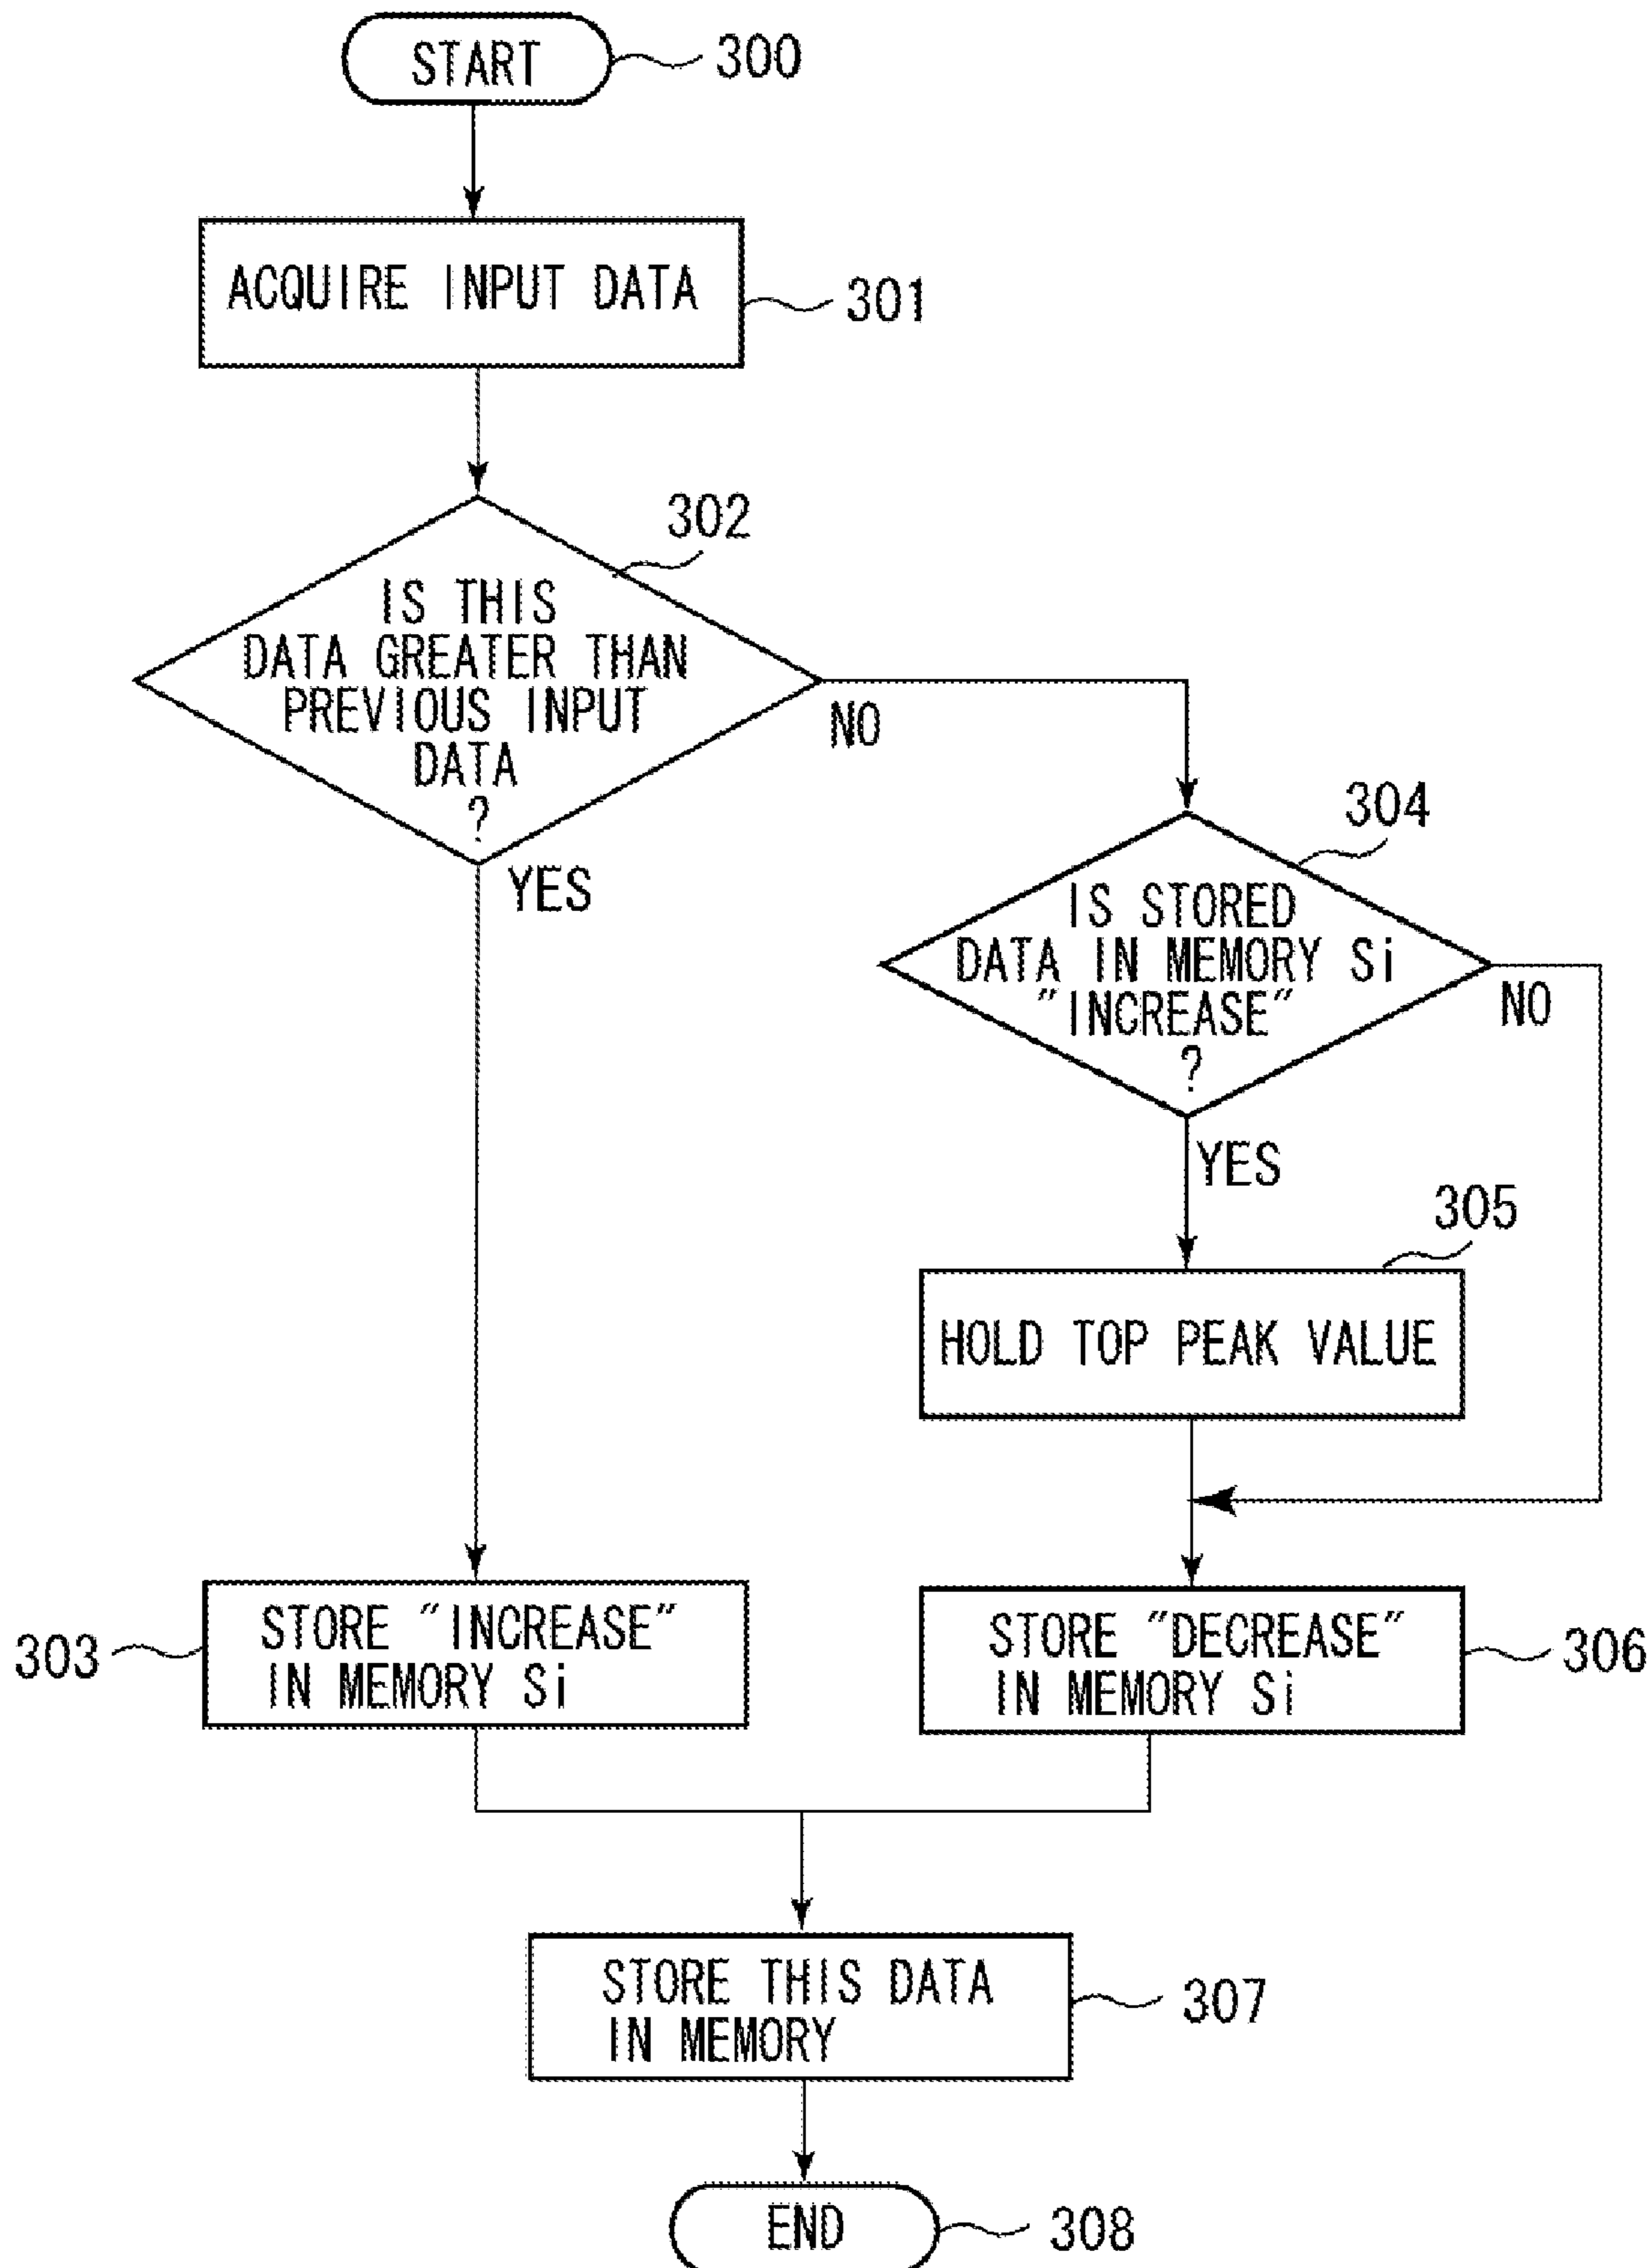 START
300
ACQUIRE INPUT DATA
301
302
IS THIS
DATA GREATER THAN
PREVIOUS INPUT
DATA
?
NO
YES
304
IS STORED
DATA IN MEMORY Si
"INCREASE"
?
NO
YES
305
HOLD TOP PEAK VALUE
303
STORE "INCREASE"
IN MEMORY Si
STORE "DECREASE"
IN MEMORY Si
306
STORE THIS DATA
IN MEMORY
307
END
308